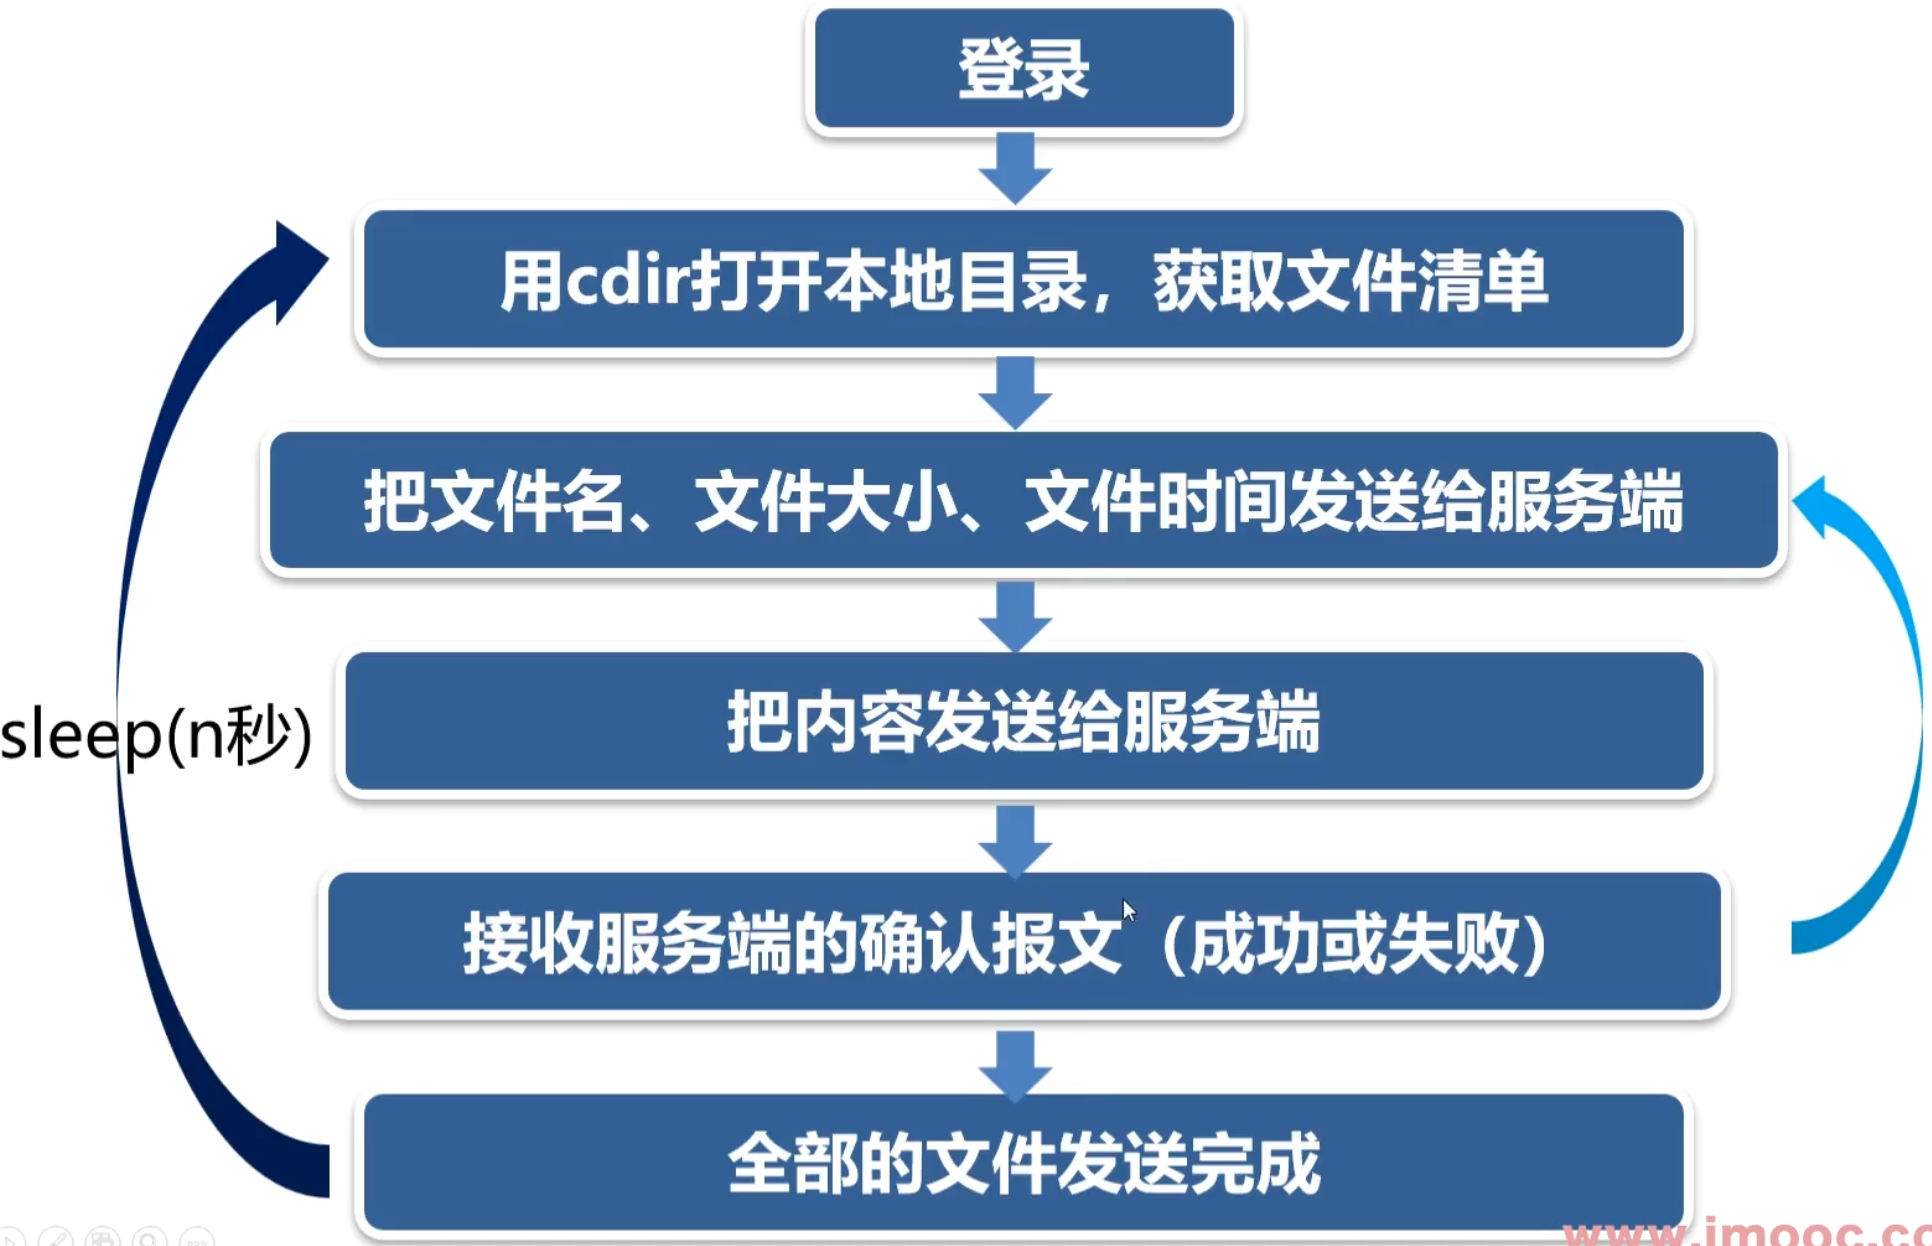 登录
用cdir打开本地目录，获取文件清单
把文件名、文件大小、文件时间发送给服务端
把内容发送给服务端
sleep(n秒)
接收服务端的确认报文（成功或失败）
全部的文件发送完成
www.imooc.co